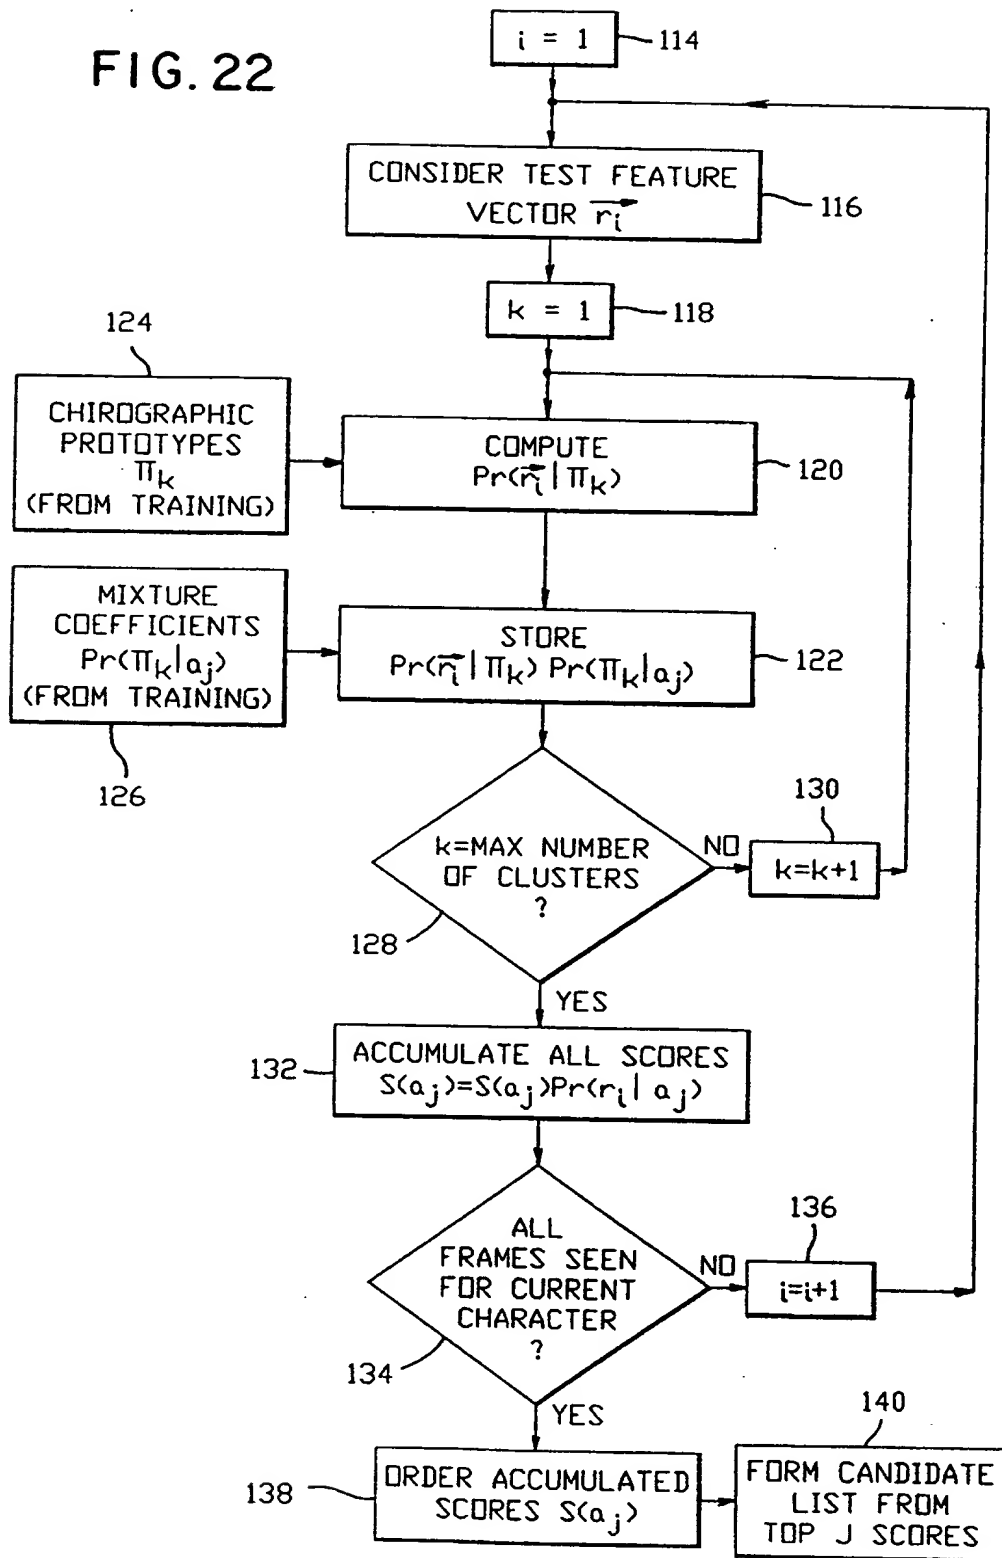 FIG. 22
i = 1
114
CONSIDER TEST FEATURE
VECTOR r⃗i
116
k = 1
118
124
CHIROGRAPHIC
PROTOTYPES
Πk
(FROM TRAINING)
COMPUTE
Pr(r⃗i|Πk)
120
MIXTURE
COEFFICIENTS
Pr(Πk|aj)
(FROM TRAINING)
126
STORE
Pr(r⃗i|Πk) Pr(Πk|aj)
122
k=MAX NUMBER
OF CLUSTERS
?
128
NO
130
k=k+1
YES
132
ACCUMULATE ALL SCORES
S(aj)=S(aj)Pr(ri| aj)
ALL
FRAMES SEEN
FOR CURRENT
CHARACTER
?
134
NO
136
i=i+1
YES
138
ORDER ACCUMULATED
SCORES S(aj)
140
FORM CANDIDATE
LIST FROM
TOP J SCORES